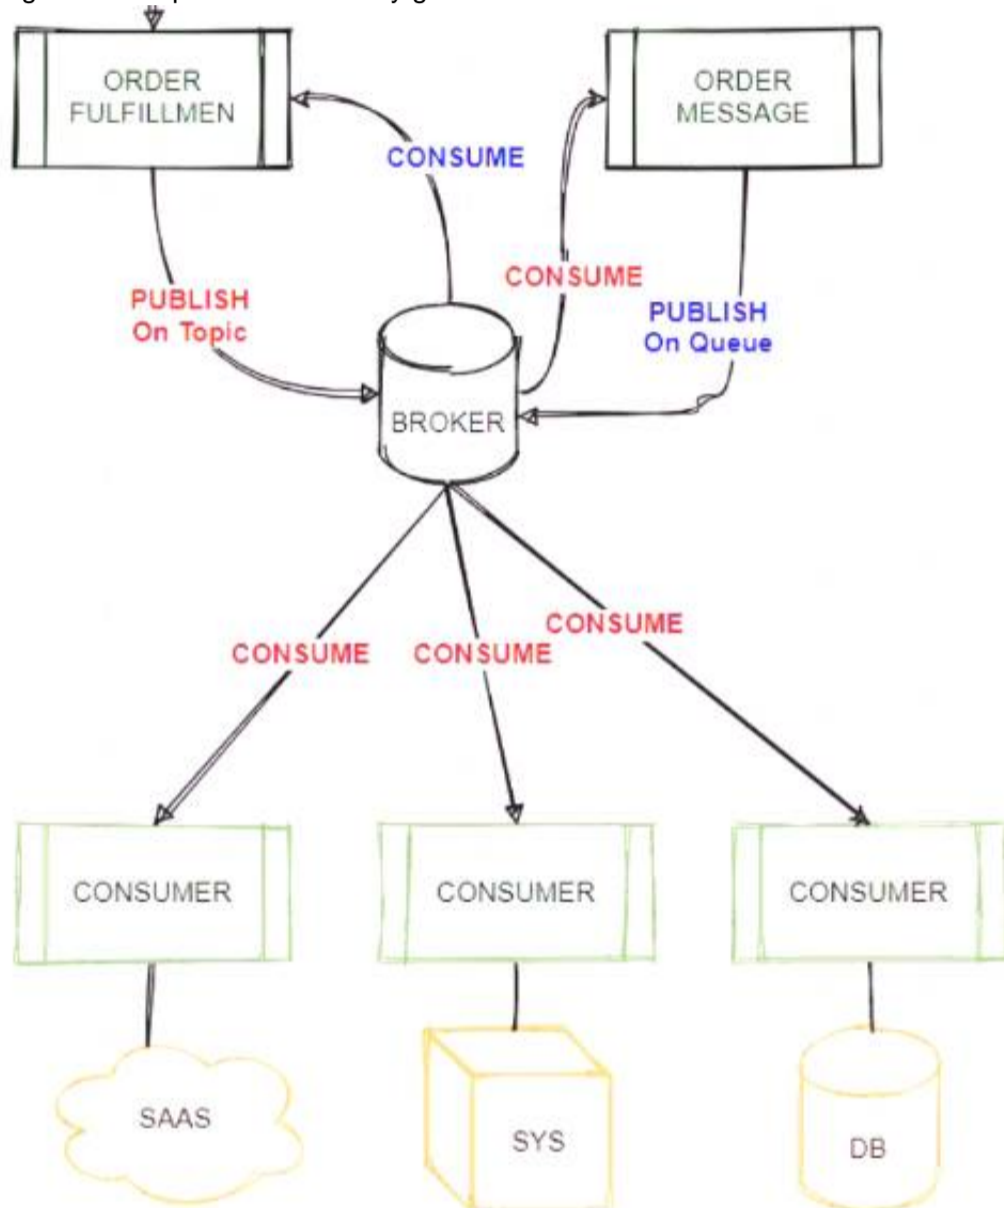 ORDER
FULFILLMEN
ORDER
MESSAGE
CONSUME
CONSUME
PUBLISH
On Topic
PUBLISH
On Queue
BROKER
CONSUME
CONSUME
CONSUME
CONSUMER
CONSUMER
CONSUMER
SAAS
SYS
DB